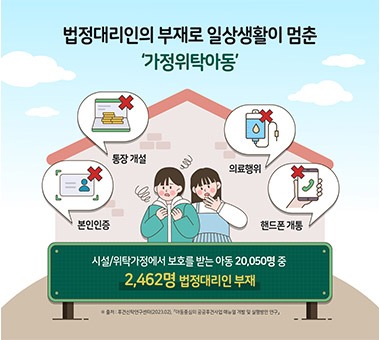 법정대리인의 부재로 일상생활이 멈춘
‘가정위탁아동’
통장 개설
의료행위
본인인증
핸드폰 개통
시설/위탁가정에서 보호를 받는 아동 20,050명 중
2,462명 법정대리인 부재
※ 출처 : 후견신탁연구센터(2023.02), 『아동중심의 공공후견사업 매뉴얼 개발 및 실행방안 연구』